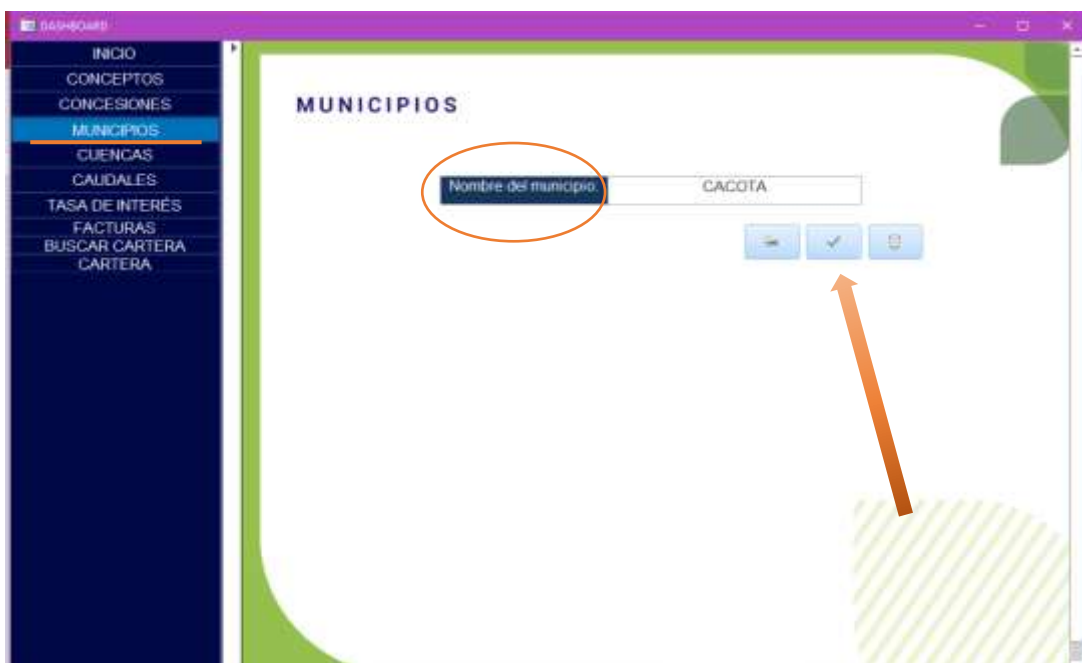 DASHBOARD
INICIO
CONCEPTOS
CONCESIONES
MUNICIPIOS
CUENCAS
CAUDALES
TASA DE INTERÉS
FACTURAS
BUSCAR CARTERA
CARTERA
MUNICIPIOS
Nombre del municipio: CACOTA